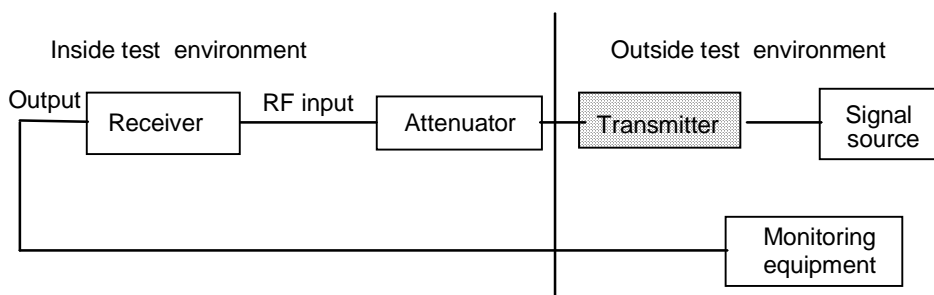 Inside test environment
Outside test environment
Output
RF input
Receiver
Attenuator
Transmitter
Signal
source
Monitoring
equipment